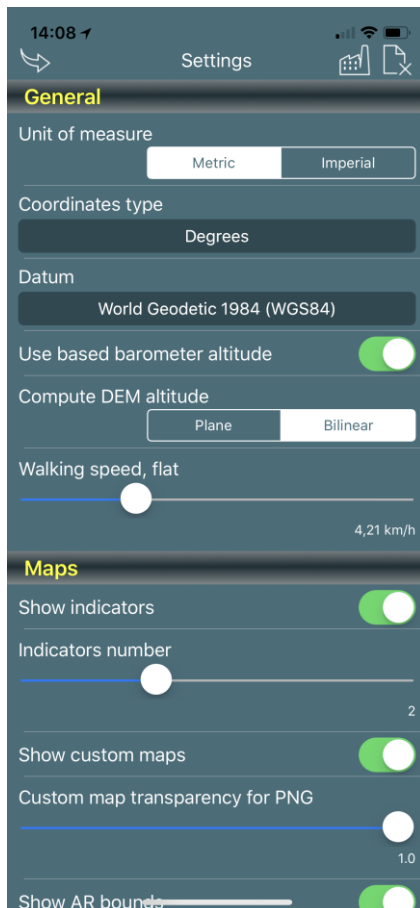 14:08
Settings
General
Unit of measure
Metric Imperial
Coordinates type
Degrees
Datum
World Geodetic 1984 (WGS84)
Use based barometer altitude
Compute DEM altitude
Plane Bilinear
Walking speed, flat
4,21 km/h
Maps
Show indicators
Indicators number
2
Show custom maps
Custom map transparency for PNG
1.0
Show AR bounds